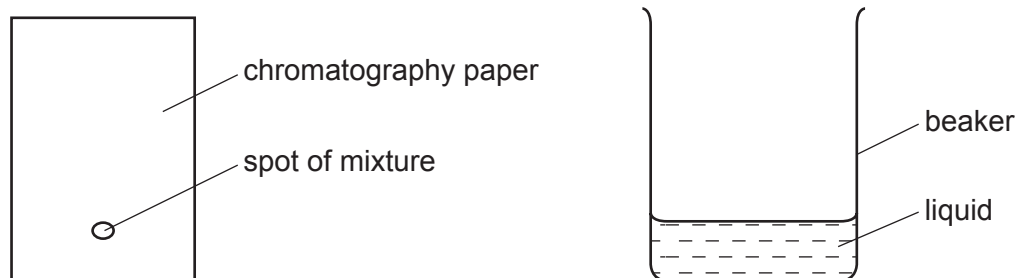 chromatography paper
spot of mixture
beaker
liquid